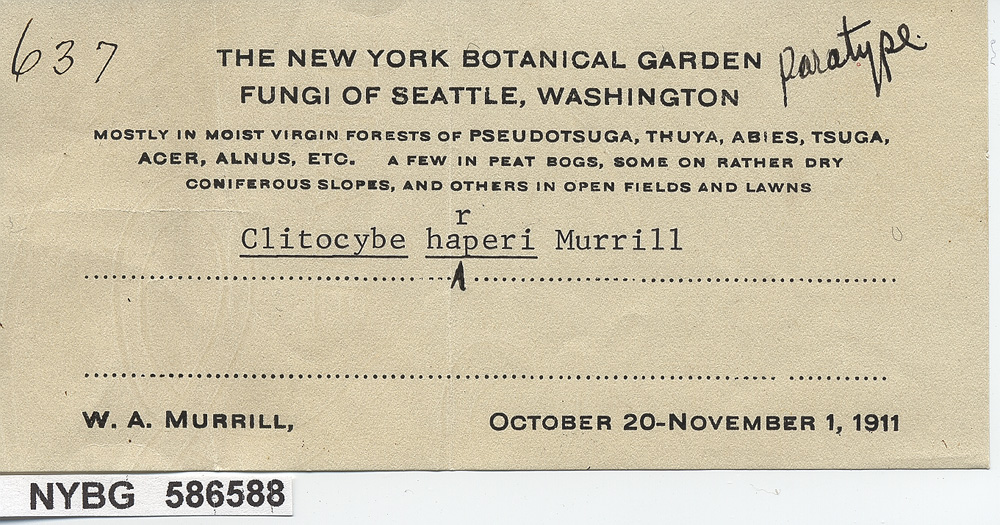 637
THE NEW YORK BOTANICAL GARDEN
paratype.
FUNGI OF SEATTLE, WASHINGTON
MOSTLY IN MOIST VIRGIN FORESTS OF PSEUDOTSUGA, THUYA, ABIES, TSUGA,
ACER, ALNUS, ETC. A FEW IN PEAT BOGS, SOME ON RATHER DRY
CONIFEROUS SLOPES, AND OTHERS IN OPEN FIELDS AND LAWNS
r
Clitocybe haperi Murrill
W. A. MURRILL, OCTOBER 20-NOVEMBER 1, 1911
NYBG 586588